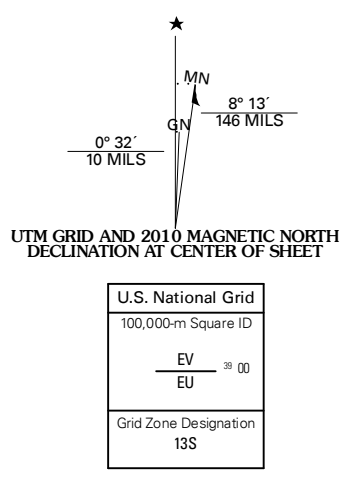 ★
MN
8° 13´
146 MILS
GN
0° 32´
10 MILS
UTM GRID AND 2010 MAGNETIC NORTH
DECLINATION AT CENTER OF SHEET
U.S. National Grid
100,000-m Square ID
EV
39 00
EU
Grid Zone Designation
13S